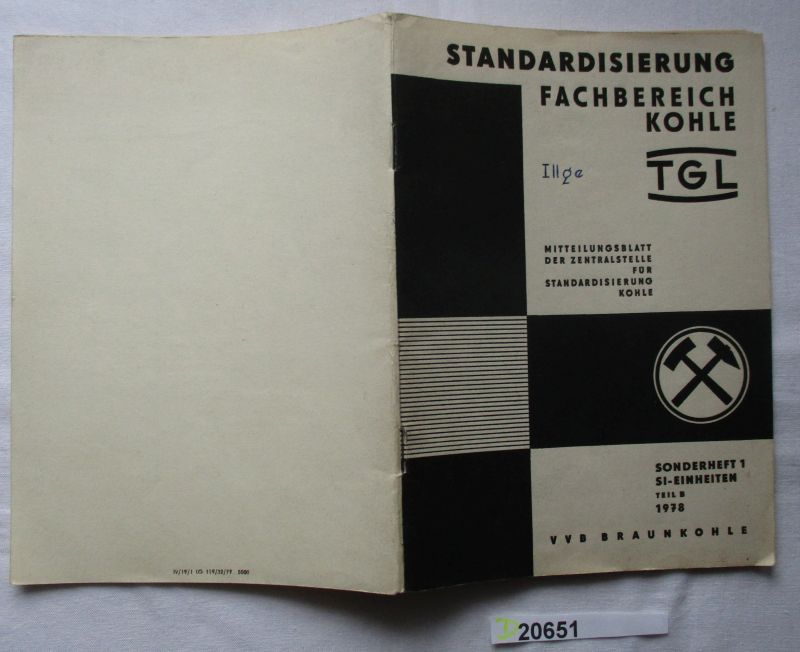 STANDARDISIERUNG
FACHBEREICH
KOHLE
Illge
TGL
MITTEILUNGSBLATT
DER ZENTRALSTELLE
FÜR
STANDARDISIERUNG
KOHLE
SONDERHEFT 1
SI-EINHEITEN
TEIL B
1978
VVB BRAUNKOHLE
20651